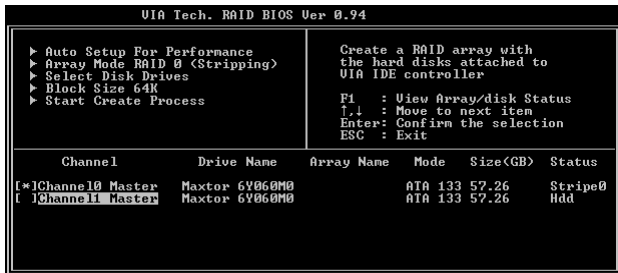 VIA Tech. RAID BIOS Ver 0.94
Auto Setup For Performance
Array Mode RAID 0 (Stripping)
Select Disk Drives
Block Size 64K
Start Create Process
Create a RAID array with
the hard disks attached to
VIA IDE controller
F1 : View Array/disk Status
↑,↓ : Move to next item
Enter: Confirm the selection
ESC : Exit
Channel Drive Name Array Name Mode Size(GB) Status
[*]Channel0 Master Maxtor 6Y060M0 ATA 133 57.26 Stripe0
[ ]Channel1 Master Maxtor 6Y060M0 ATA 133 57.26 Hdd